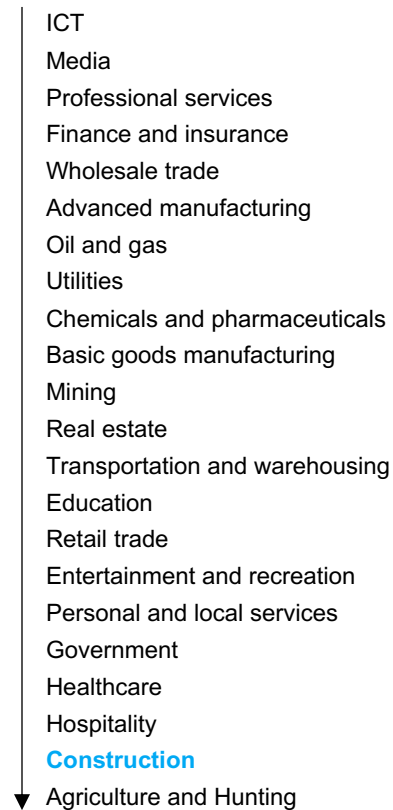 ICT
Media
Professional services
Finance and insurance
Wholesale trade
Advanced manufacturing
Oil and gas
Utilities
Chemicals and pharmaceuticals
Basic goods manufacturing
Mining
Real estate
Transportation and warehousing
Education
Retail trade
Entertainment and recreation
Personal and local services
Government
Healthcare
Hospitality
Construction
Agriculture and Hunting